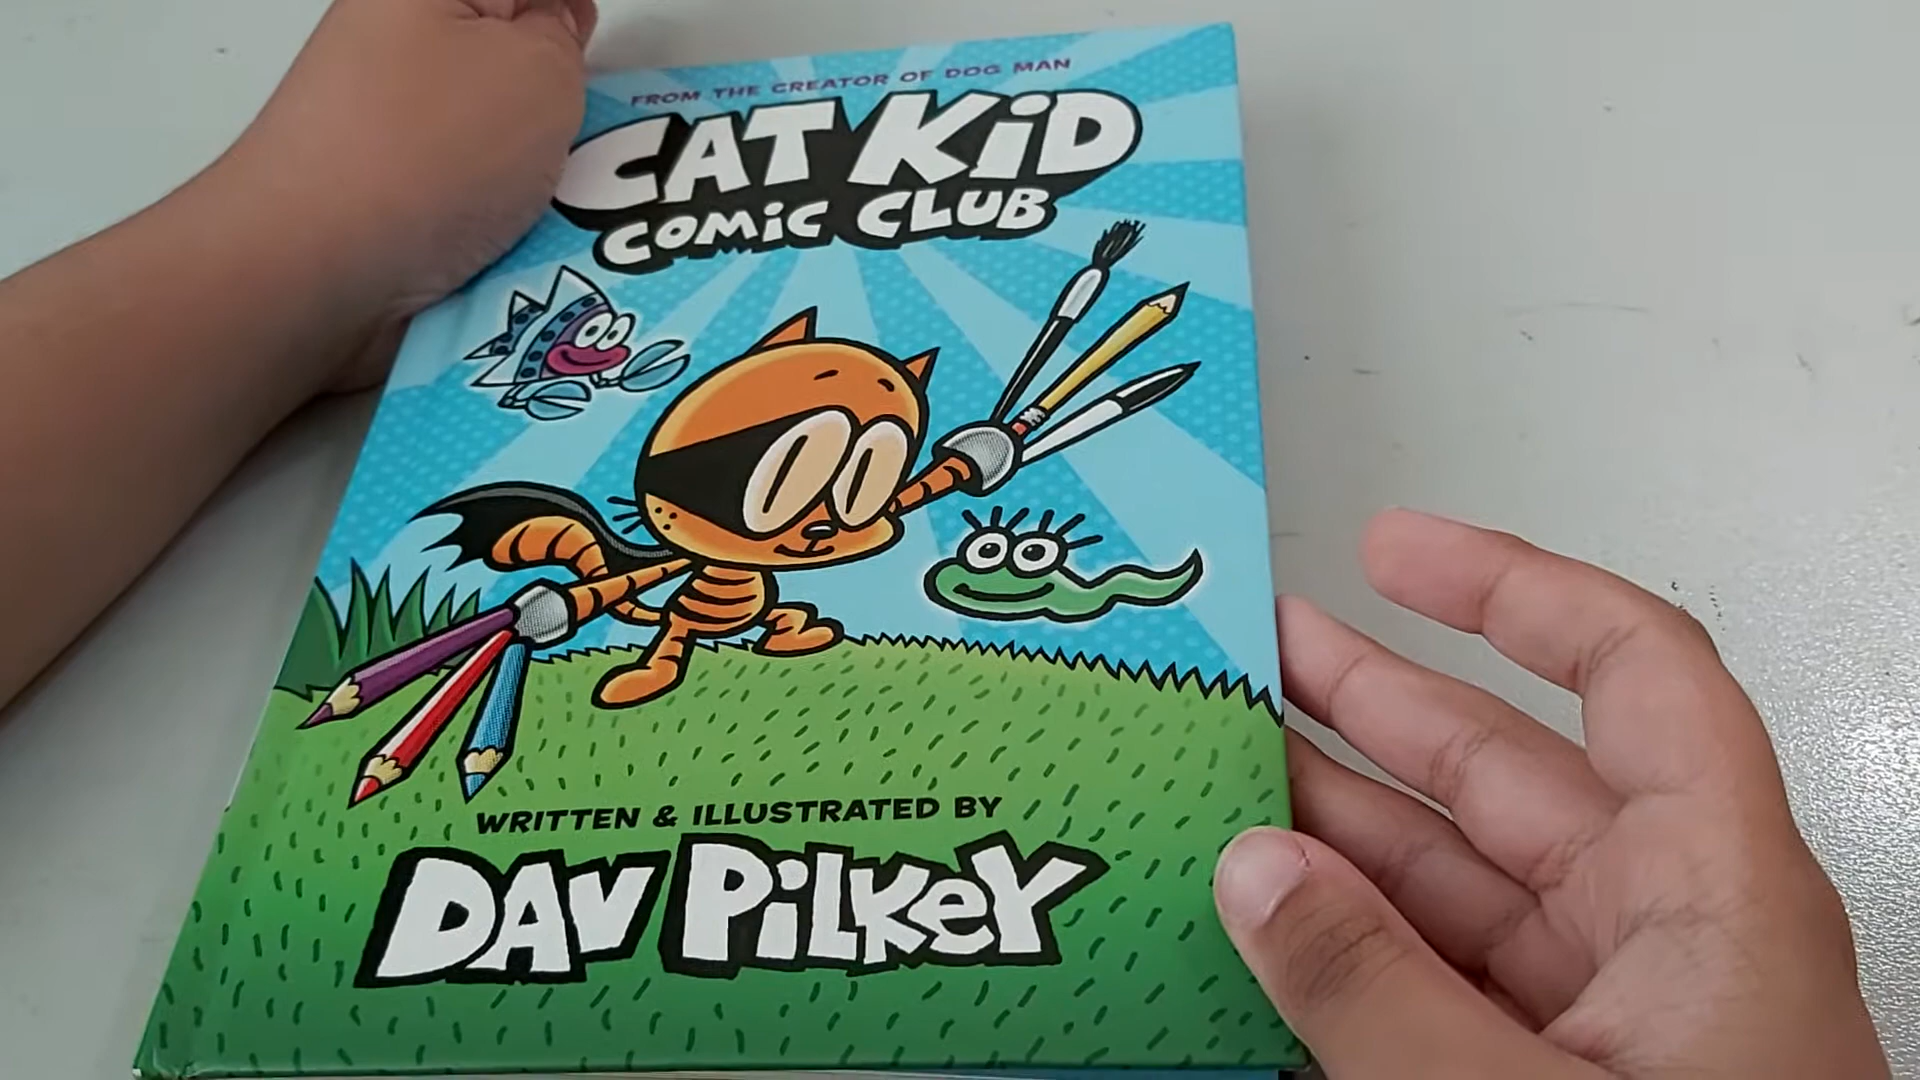 FROM THE CREATOR OF DOG MAN
CAT KiD
COMiC CLUB
WRITTEN & ILLUSTRATED BY
DAV PiLKeY